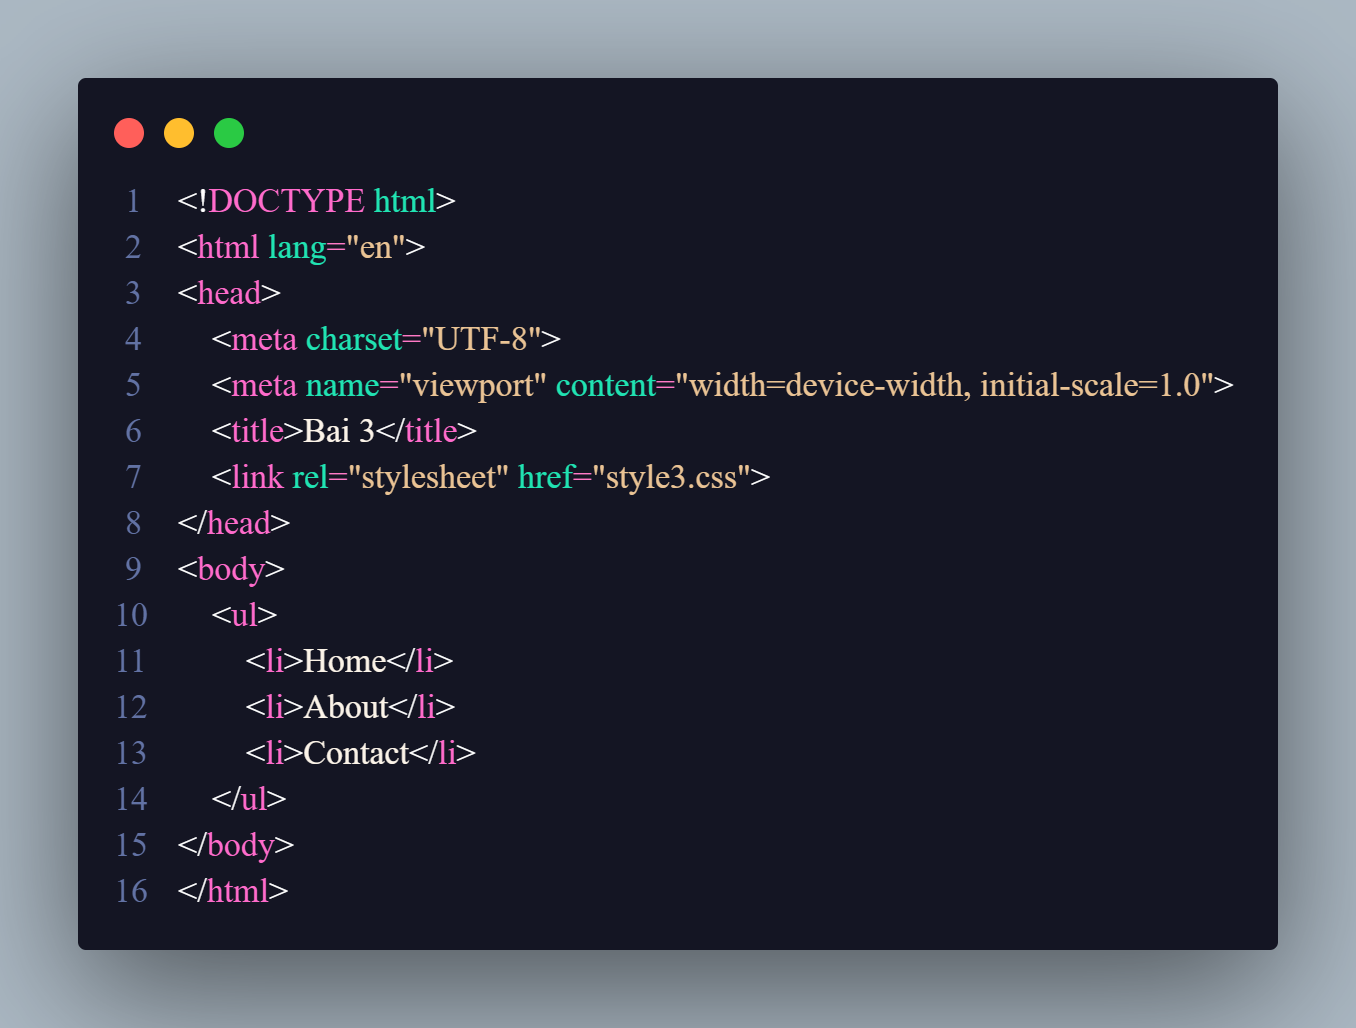 1 <!DOCTYPE html>
2 <html lang="en">
3 <head>
4     <meta charset="UTF-8">
5     <meta name="viewport" content="width=device-width, initial-scale=1.0">
6     <title>Bai 3</title>
7     <link rel="stylesheet" href="style3.css">
8 </head>
9 <body>
10     <ul>
11         <li>Home</li>
12         <li>About</li>
13         <li>Contact</li>
14     </ul>
15 </body>
16 </html>